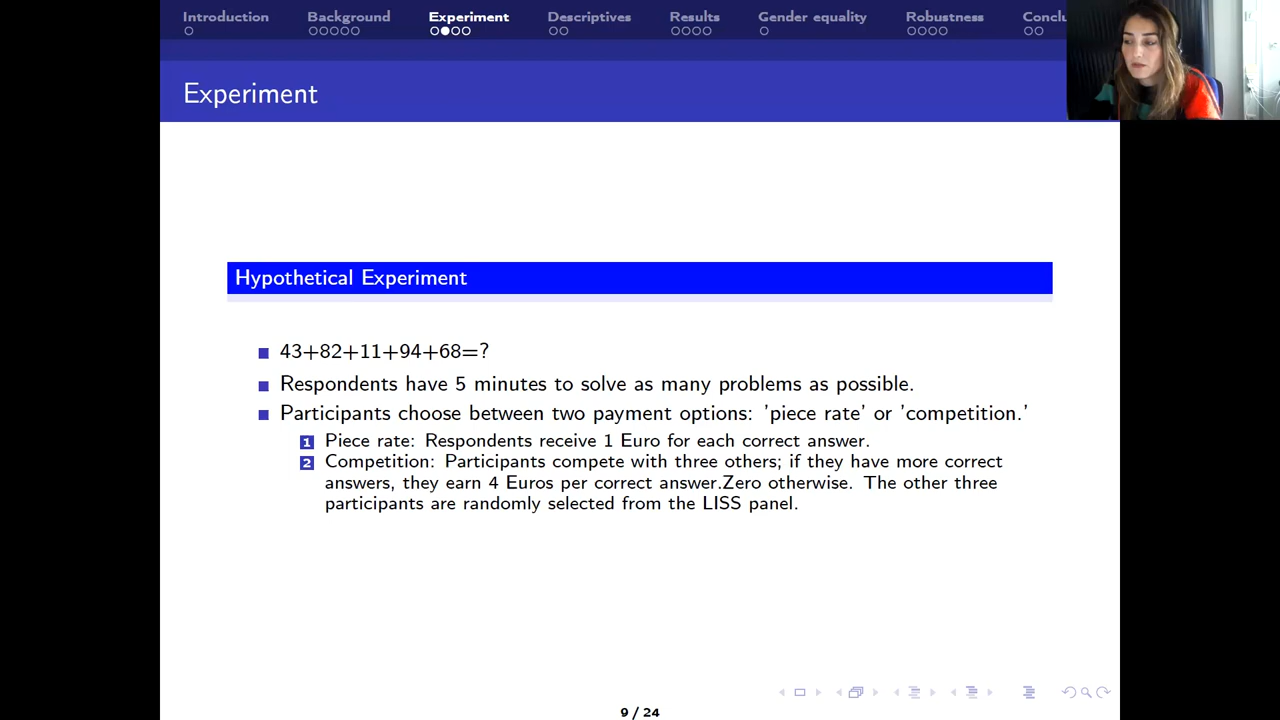 Introduction Background Experiment Descriptives Results Gender equality Robustness Conclu
Experiment
Hypothetical Experiment
43+82+11+94+68=?
Respondents have 5 minutes to solve as many problems as possible.
Participants choose between two payment options: 'piece rate' or 'competition.'
1 Piece rate: Respondents receive 1 Euro for each correct answer.
2 Competition: Participants compete with three others; if they have more correct
answers, they earn 4 Euros per correct answer.Zero otherwise. The other three
participants are randomly selected from the LISS panel.
9 / 24